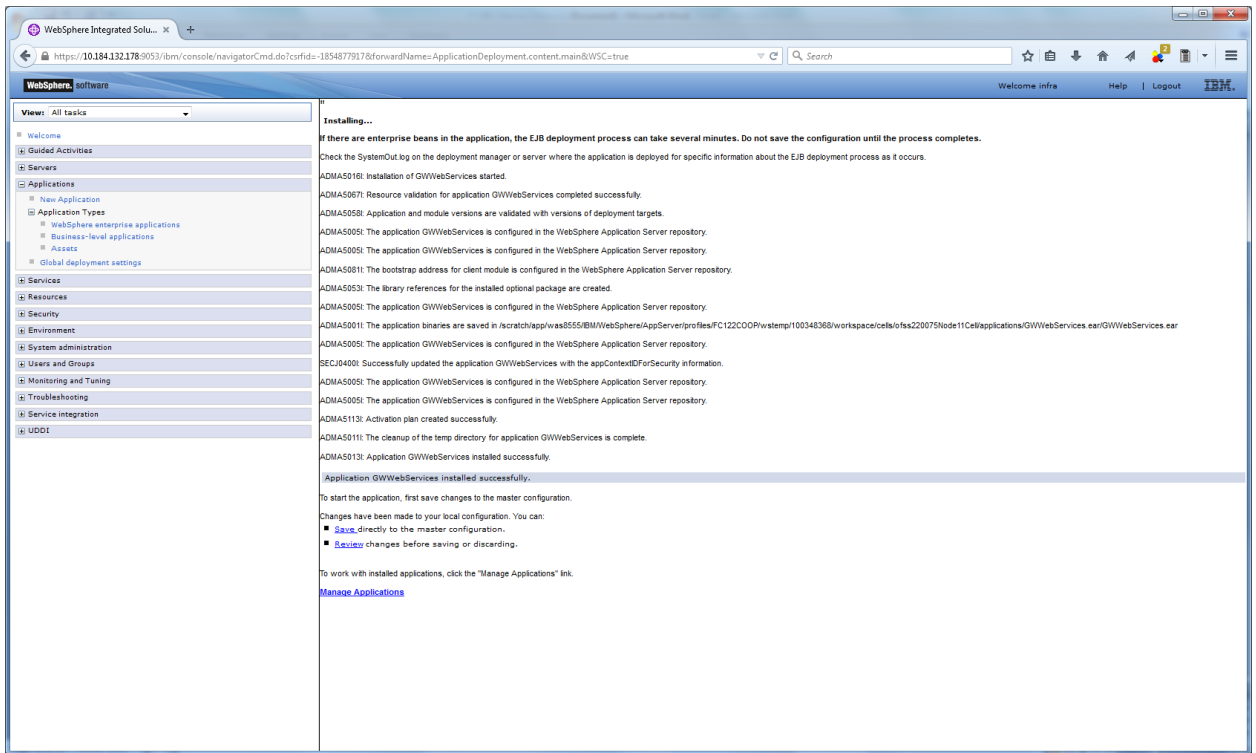 WebSphere Integrated Solu... ×
+
https://10.184.132.178:9053/ibm/console/navigatorCmd.do?csrfid=-1854877917&forwardName=ApplicationDeployment.content.main&WSC=true
Search
2
WebSphere. software
Welcome infra
Help | Logout
IBM.
View: All tasks
Welcome
Guided Activities
Servers
Applications
New Application
Application Types
WebSphere enterprise applications
Business-level applications
Assets
Global deployment settings
Services
Resources
Security
Environment
System administration
Users and Groups
Monitoring and Tuning
Troubleshooting
Service integration
UDDI
"
Installing...
If there are enterprise beans in the application, the EJB deployment process can take several minutes. Do not save the configuration until the process completes.
Check the SystemOut.log on the deployment manager or server where the application is deployed for specific information about the EJB deployment process as it occurs.
ADMA5016I: Installation of GWWebServices started.
ADMA5067I: Resource validation for application GWWebServices completed successfully.
ADMA5058I: Application and module versions are validated with versions of deployment targets.
ADMA5005I: The application GWWebServices is configured in the WebSphere Application Server repository.
ADMA5005I: The application GWWebServices is configured in the WebSphere Application Server repository.
ADMA5081I: The bootstrap address for client module is configured in the WebSphere Application Server repository.
ADMA5053I: The library references for the installed optional package are created.
ADMA5005I: The application GWWebServices is configured in the WebSphere Application Server repository.
ADMA5001I: The application binaries are saved in /scratch/app/was8555/IBM/WebSphere/AppServer/profiles/FC122COOP/wstemp/100348368/workspace/cells/ofss220075Node11Cell/applications/GWWebServices.ear/GWWebServices.ear
ADMA5005I: The application GWWebServices is configured in the WebSphere Application Server repository.
SECJ0400I: Successfully updated the application GWWebServices with the appContextIDForSecurity information.
ADMA5005I: The application GWWebServices is configured in the WebSphere Application Server repository.
ADMA5005I: The application GWWebServices is configured in the WebSphere Application Server repository.
ADMA5113I: Activation plan created successfully.
ADMA5011I: The cleanup of the temp directory for application GWWebServices is complete.
ADMA5013I: Application GWWebServices installed successfully.
Application GWWebServices installed successfully.
To start the application, first save changes to the master configuration.
Changes have been made to your local configuration. You can:
Save directly to the master configuration.
Review changes before saving or discarding.
To work with installed applications, click the "Manage Applications" link.
Manage Applications